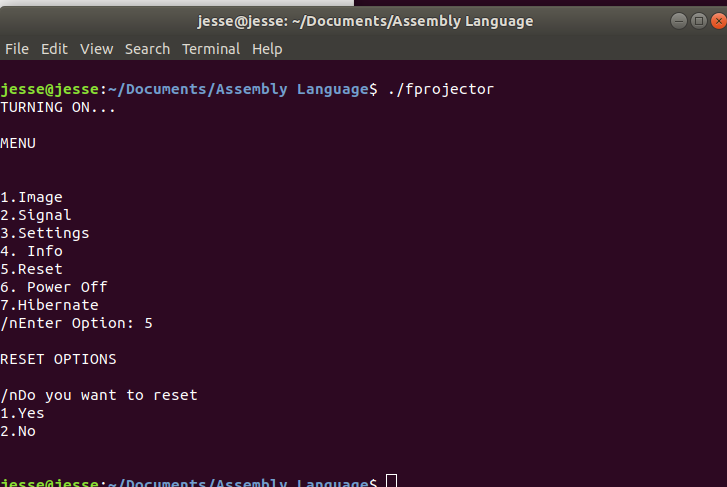 jesse@jesse: ~/Documents/Assembly Language
File Edit View Search Terminal Help
jesse@jesse:~/Documents/Assembly Language$ ./fprojector
TURNING ON...
MENU
1.Image
2.Signal
3.Settings
4. Info
5.Reset
6. Power Off
7.Hibernate
/nEnter Option: 5
RESET OPTIONS
/nDo you want to reset
1.Yes
2.No
jesse@jesse:~/Documents/Assembly Language$